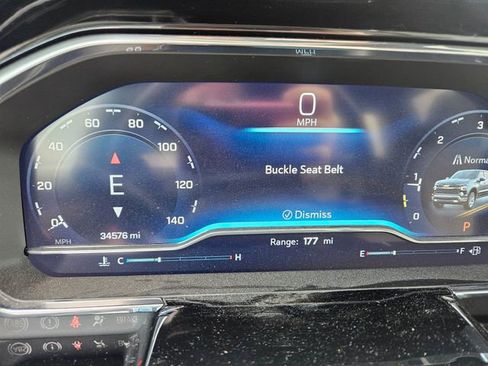 0
MPH
60 80
40 100
20 120
0 140
E
MPH
34576 mi
Buckle Seat Belt
Dismiss
Range: 177 mi
C H
E F
0 1 2 3
Norma
P